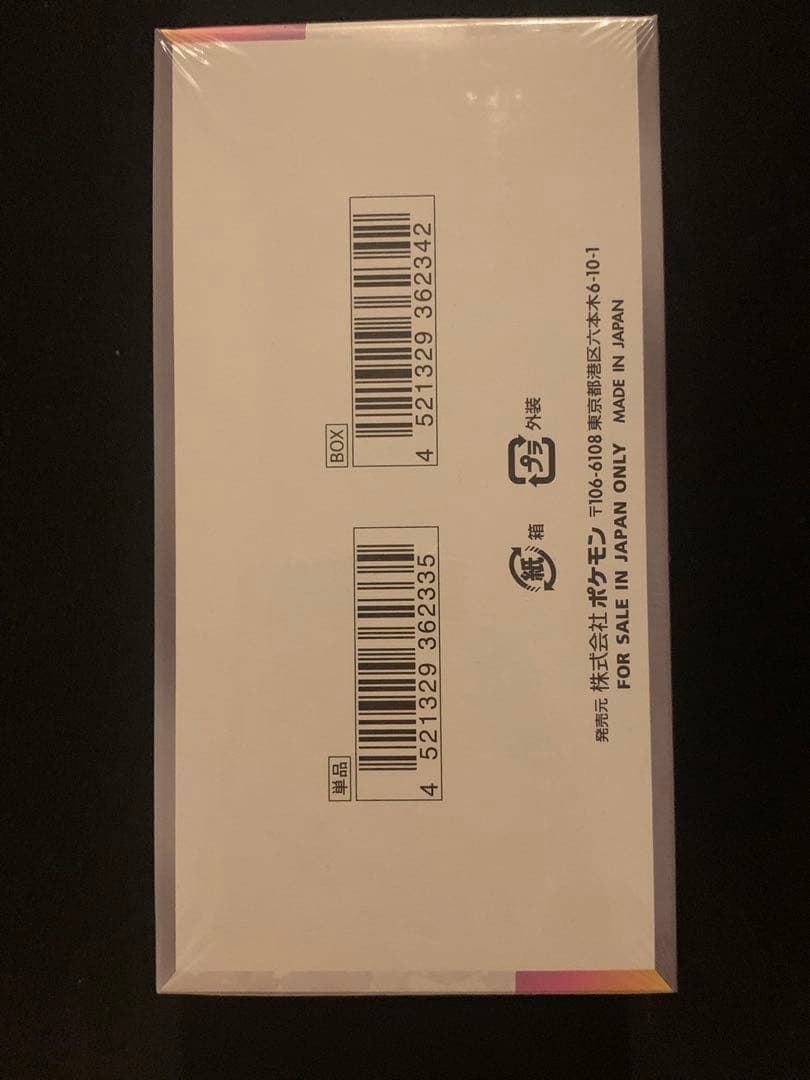 単品
4 521329 362335
BOX
4 521329 362342
紙 箱
プラ 外装
発売元 株式会社 ポケモン 〒106-6108 東京都港区六本木6-10-1
FOR SALE IN JAPAN ONLY MADE IN JAPAN